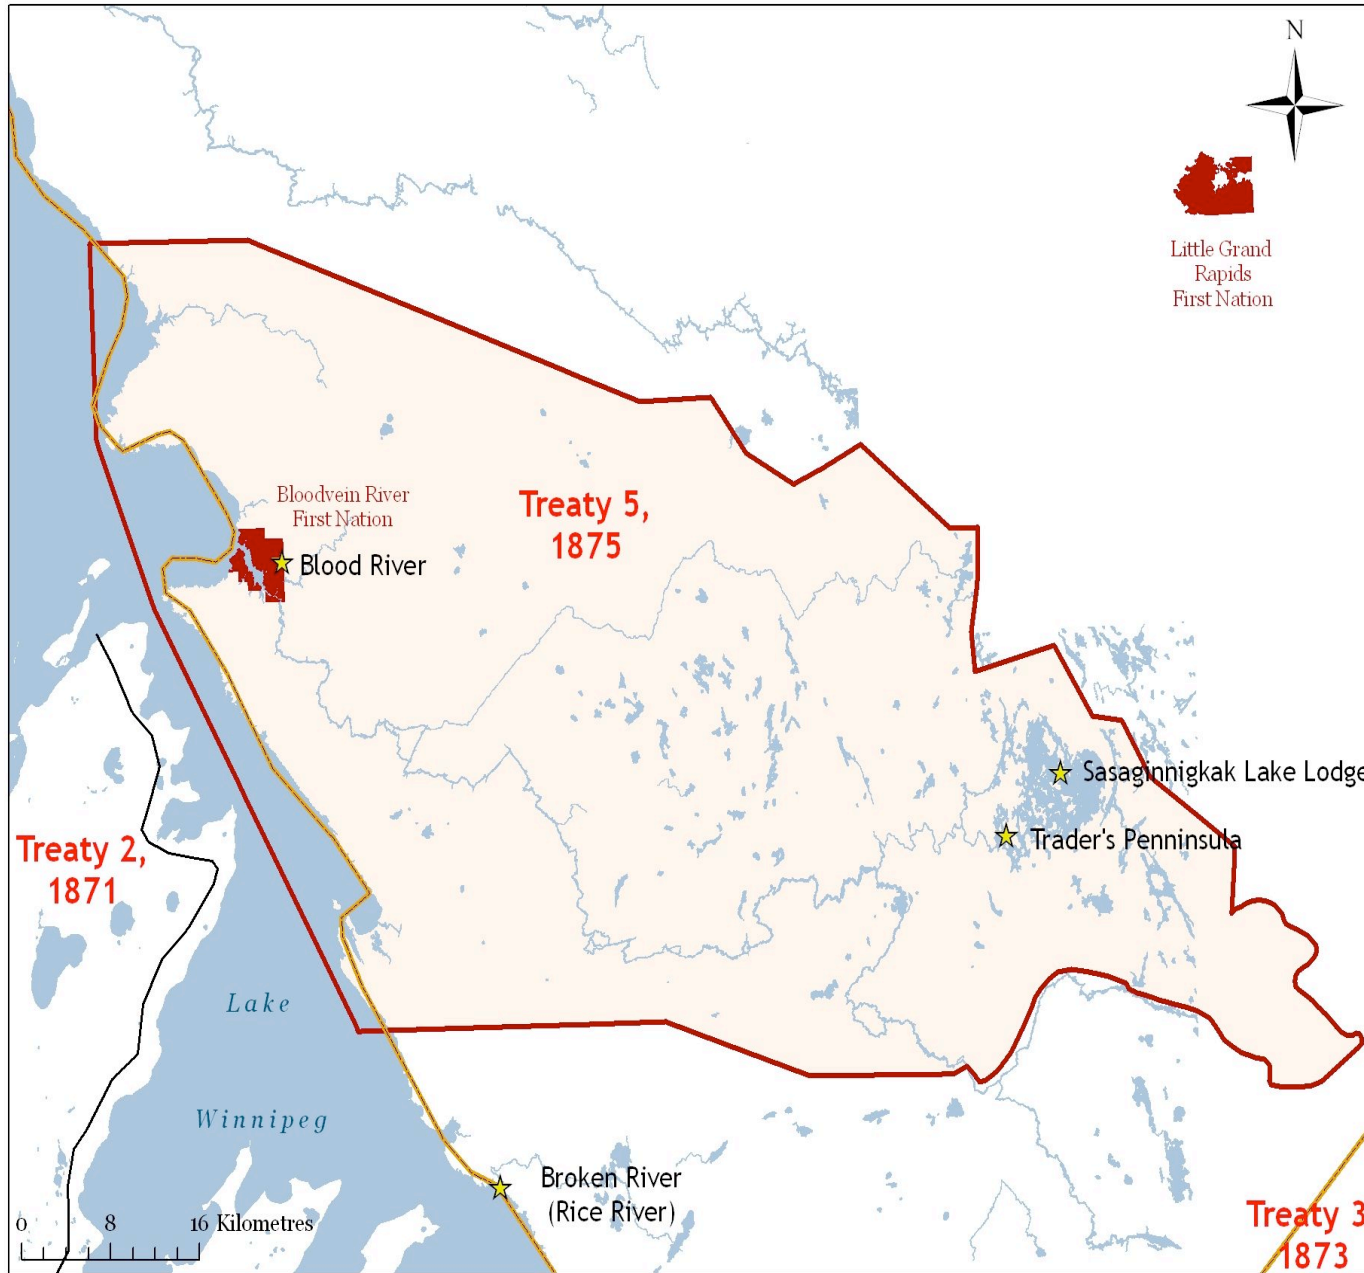 N
Little Grand
Rapids
First Nation
Bloodvein River
First Nation
Treaty 5,
1875
Blood River
Sasaginnigkak Lake Lodge
Trader's Penninsula
Treaty 2,
1871
Lake
Winnipeg
Broken River
(Rice River)
0 8 16 Kilometres
Treaty 3
1873